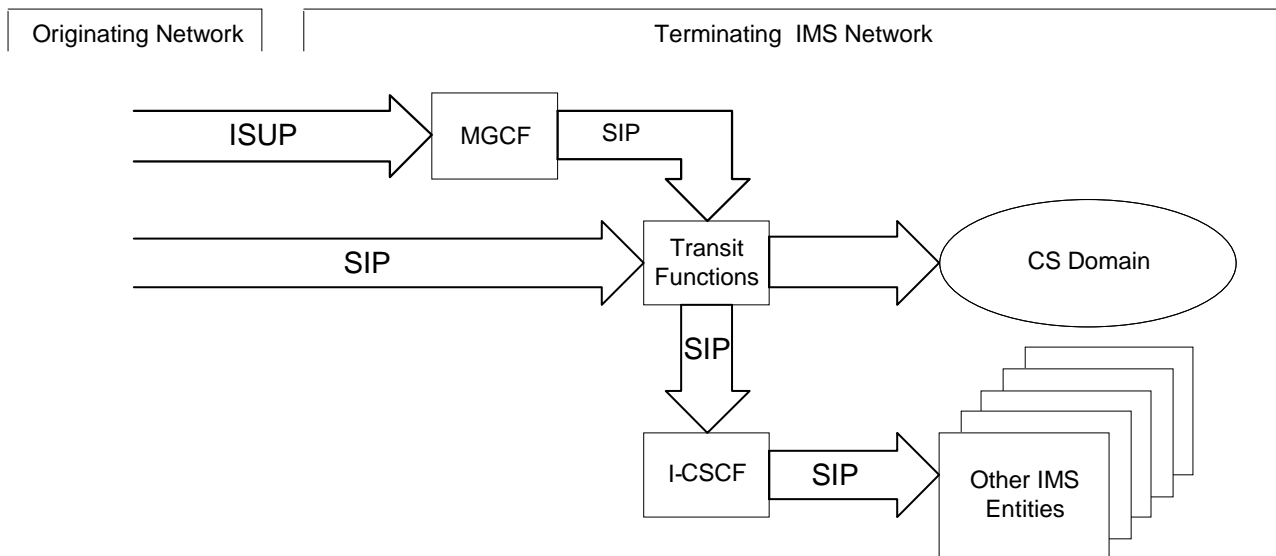 Originating Network
Terminating IMS Network
ISUP
MGCF
SIP
SIP
Transit
Functions
CS Domain
SIP
I-CSCF
SIP
Other IMS
Entities